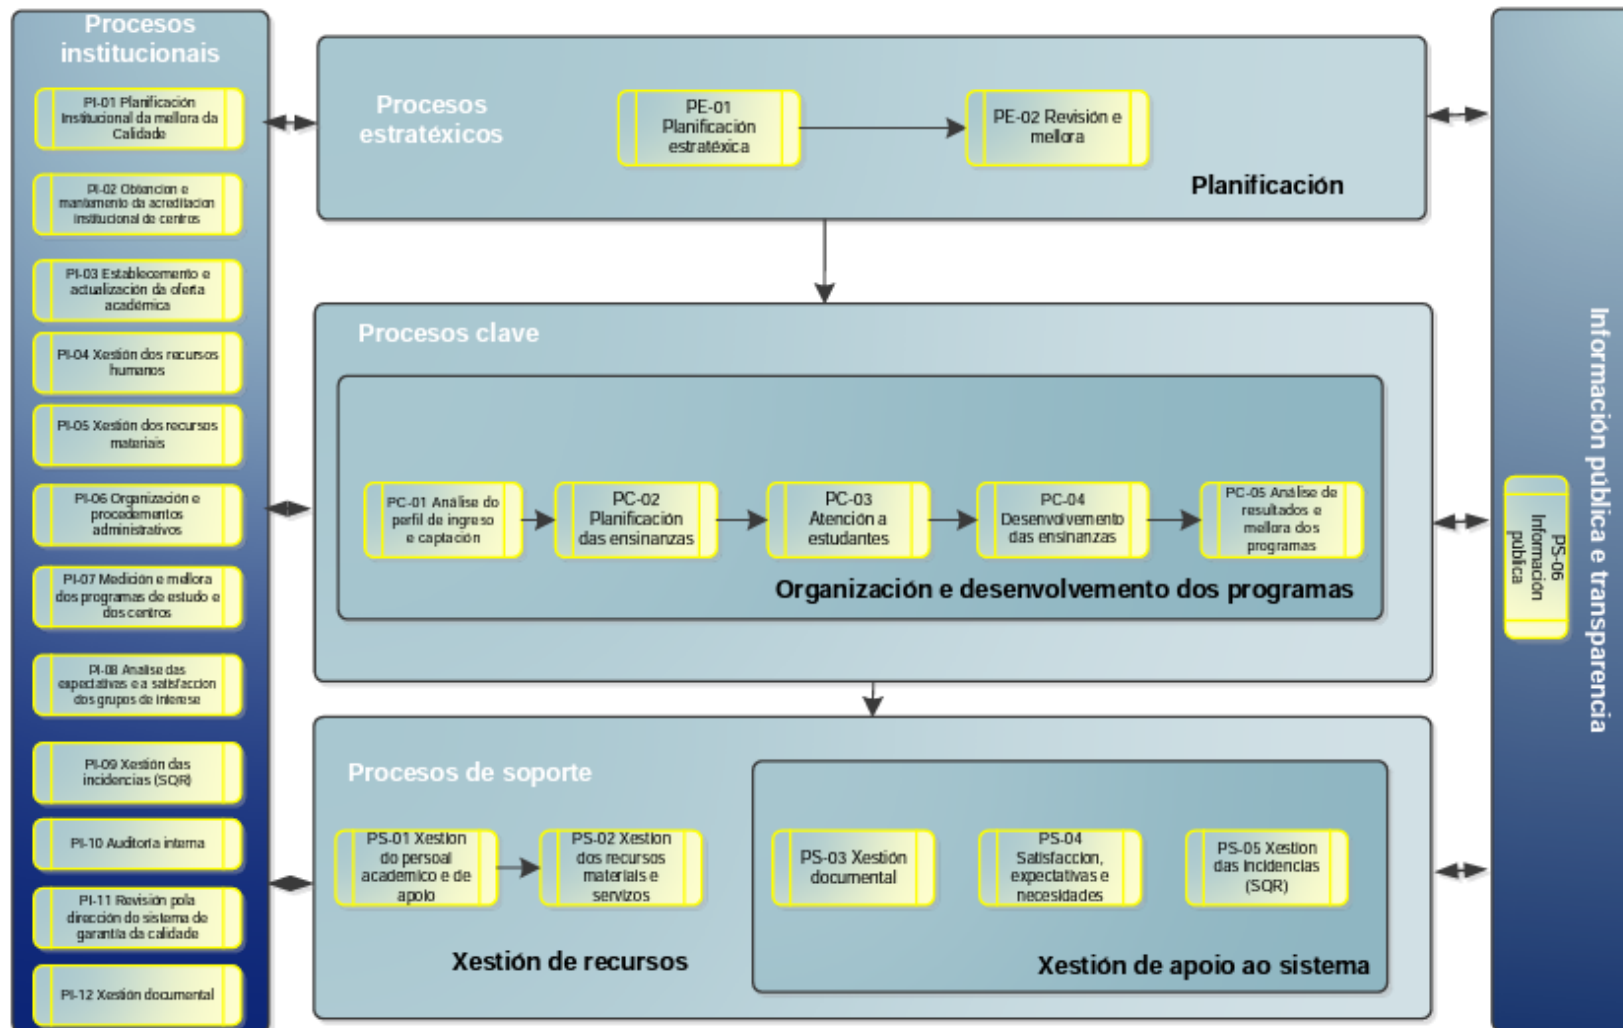 Procesos
institucionais
PI-01 Planificación
Institucional da mellora da
Calidade
PI-02 Obtencion e
mantemento da acreditacion
institucional de centros
PI-03 Establecemento e
actualización da oferta
académica
PI-04 Xestión dos recursos
humanos
PI-05 Xestión dos recursos
materiais
PI-06 Organización e
procedementos
administrativos
PI-07 Medición e mellora
dos programas de estudo e
dos centros
PI-08 Analise das
expectativas e a satisfaccion
dos grupos de interese
PI-09 Xestión das
incidencias (SQR)
PI-10 Auditoría interna
PI-11 Revisión pola
dirección do sistema de
garantía da calidade
PI-12 Xestión documental
Procesos
estratéxicos
PE-01
Planificación
estratéxica
PE-02 Revisión e
mellora
Planificación
Procesos clave
PC-01 Análise do
perfil de ingreso
e captación
PC-02
Planificación
das ensinanzas
PC-03
Atención a
estudantes
PC-04
Desenvolvemento
das ensinanzas
PC-05 Análise de
resultados e
mellora dos
programas
Organización e desenvolvemento dos programas
Procesos de soporte
PS-01 Xestion
do persoal
academico e de
apoio
PS-02 Xestion
dos recursos
materiais e
servizos
Xestión de recursos
PS-03 Xestión
documental
PS-04
Satisfaccion,
expectativas e
necesidades
PS-05 Xestion
das incidencias
(SQR)
Xestión de apoio ao sistema
PS-06
Información
pública
Información pública e transparencia